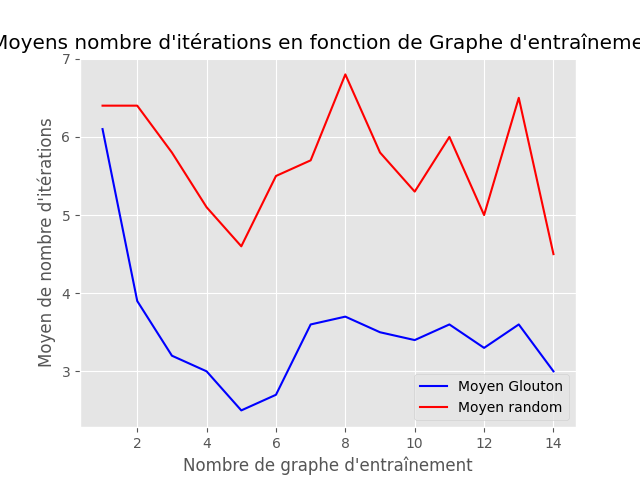 Moyens nombre d'itérations en fonction de Graphe d'entraîneme
7
6
5
4
3
Moyen de nombre d'itérations
Moyen Glouton
Moyen random
2 4 6 8 10 12 14
Nombre de graphe d'entraînement